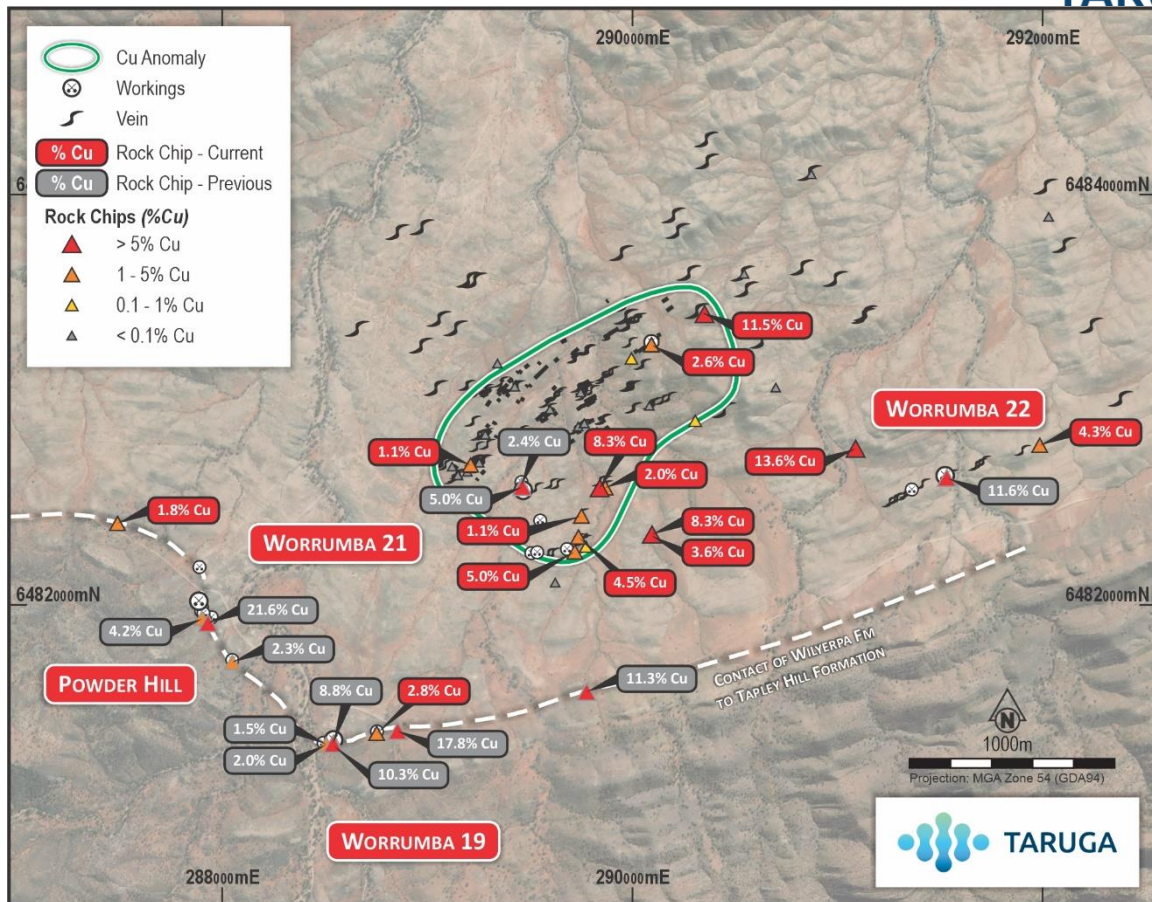 TARU
290000mE
292000mE
Cu Anomaly
Workings
Vein
% Cu Rock Chip - Current
% Cu Rock Chip - Previous
Rock Chips (%Cu)
> 5% Cu
1 - 5% Cu
0.1 - 1% Cu
< 0.1% Cu
6484
6484000mN
11.5% Cu
2.6% Cu
WORRUMBA 22
4.3% Cu
1.1% Cu
2.4% Cu
8.3% Cu
13.6% Cu
2.0% Cu
5.0% Cu
11.6% Cu
1.8% Cu
1.1% Cu
8.3% Cu
WORRUMBA 21
3.6% Cu
5.0% Cu
4.5% Cu
6482000mN
6482000mN
21.6% Cu
4.2% Cu
2.3% Cu
CONTACT OF WILYERPA FM
TO TAPLEY HILL FORMATION
POWDER HILL
8.8% Cu
2.8% Cu
11.3% Cu
1.5% Cu
17.8% Cu
2.0% Cu
10.3% Cu
N
1000m
Projection: MGA Zone 54 (GDA94)
WORRUMBA 19
TARUGA
288000mE
290000mE